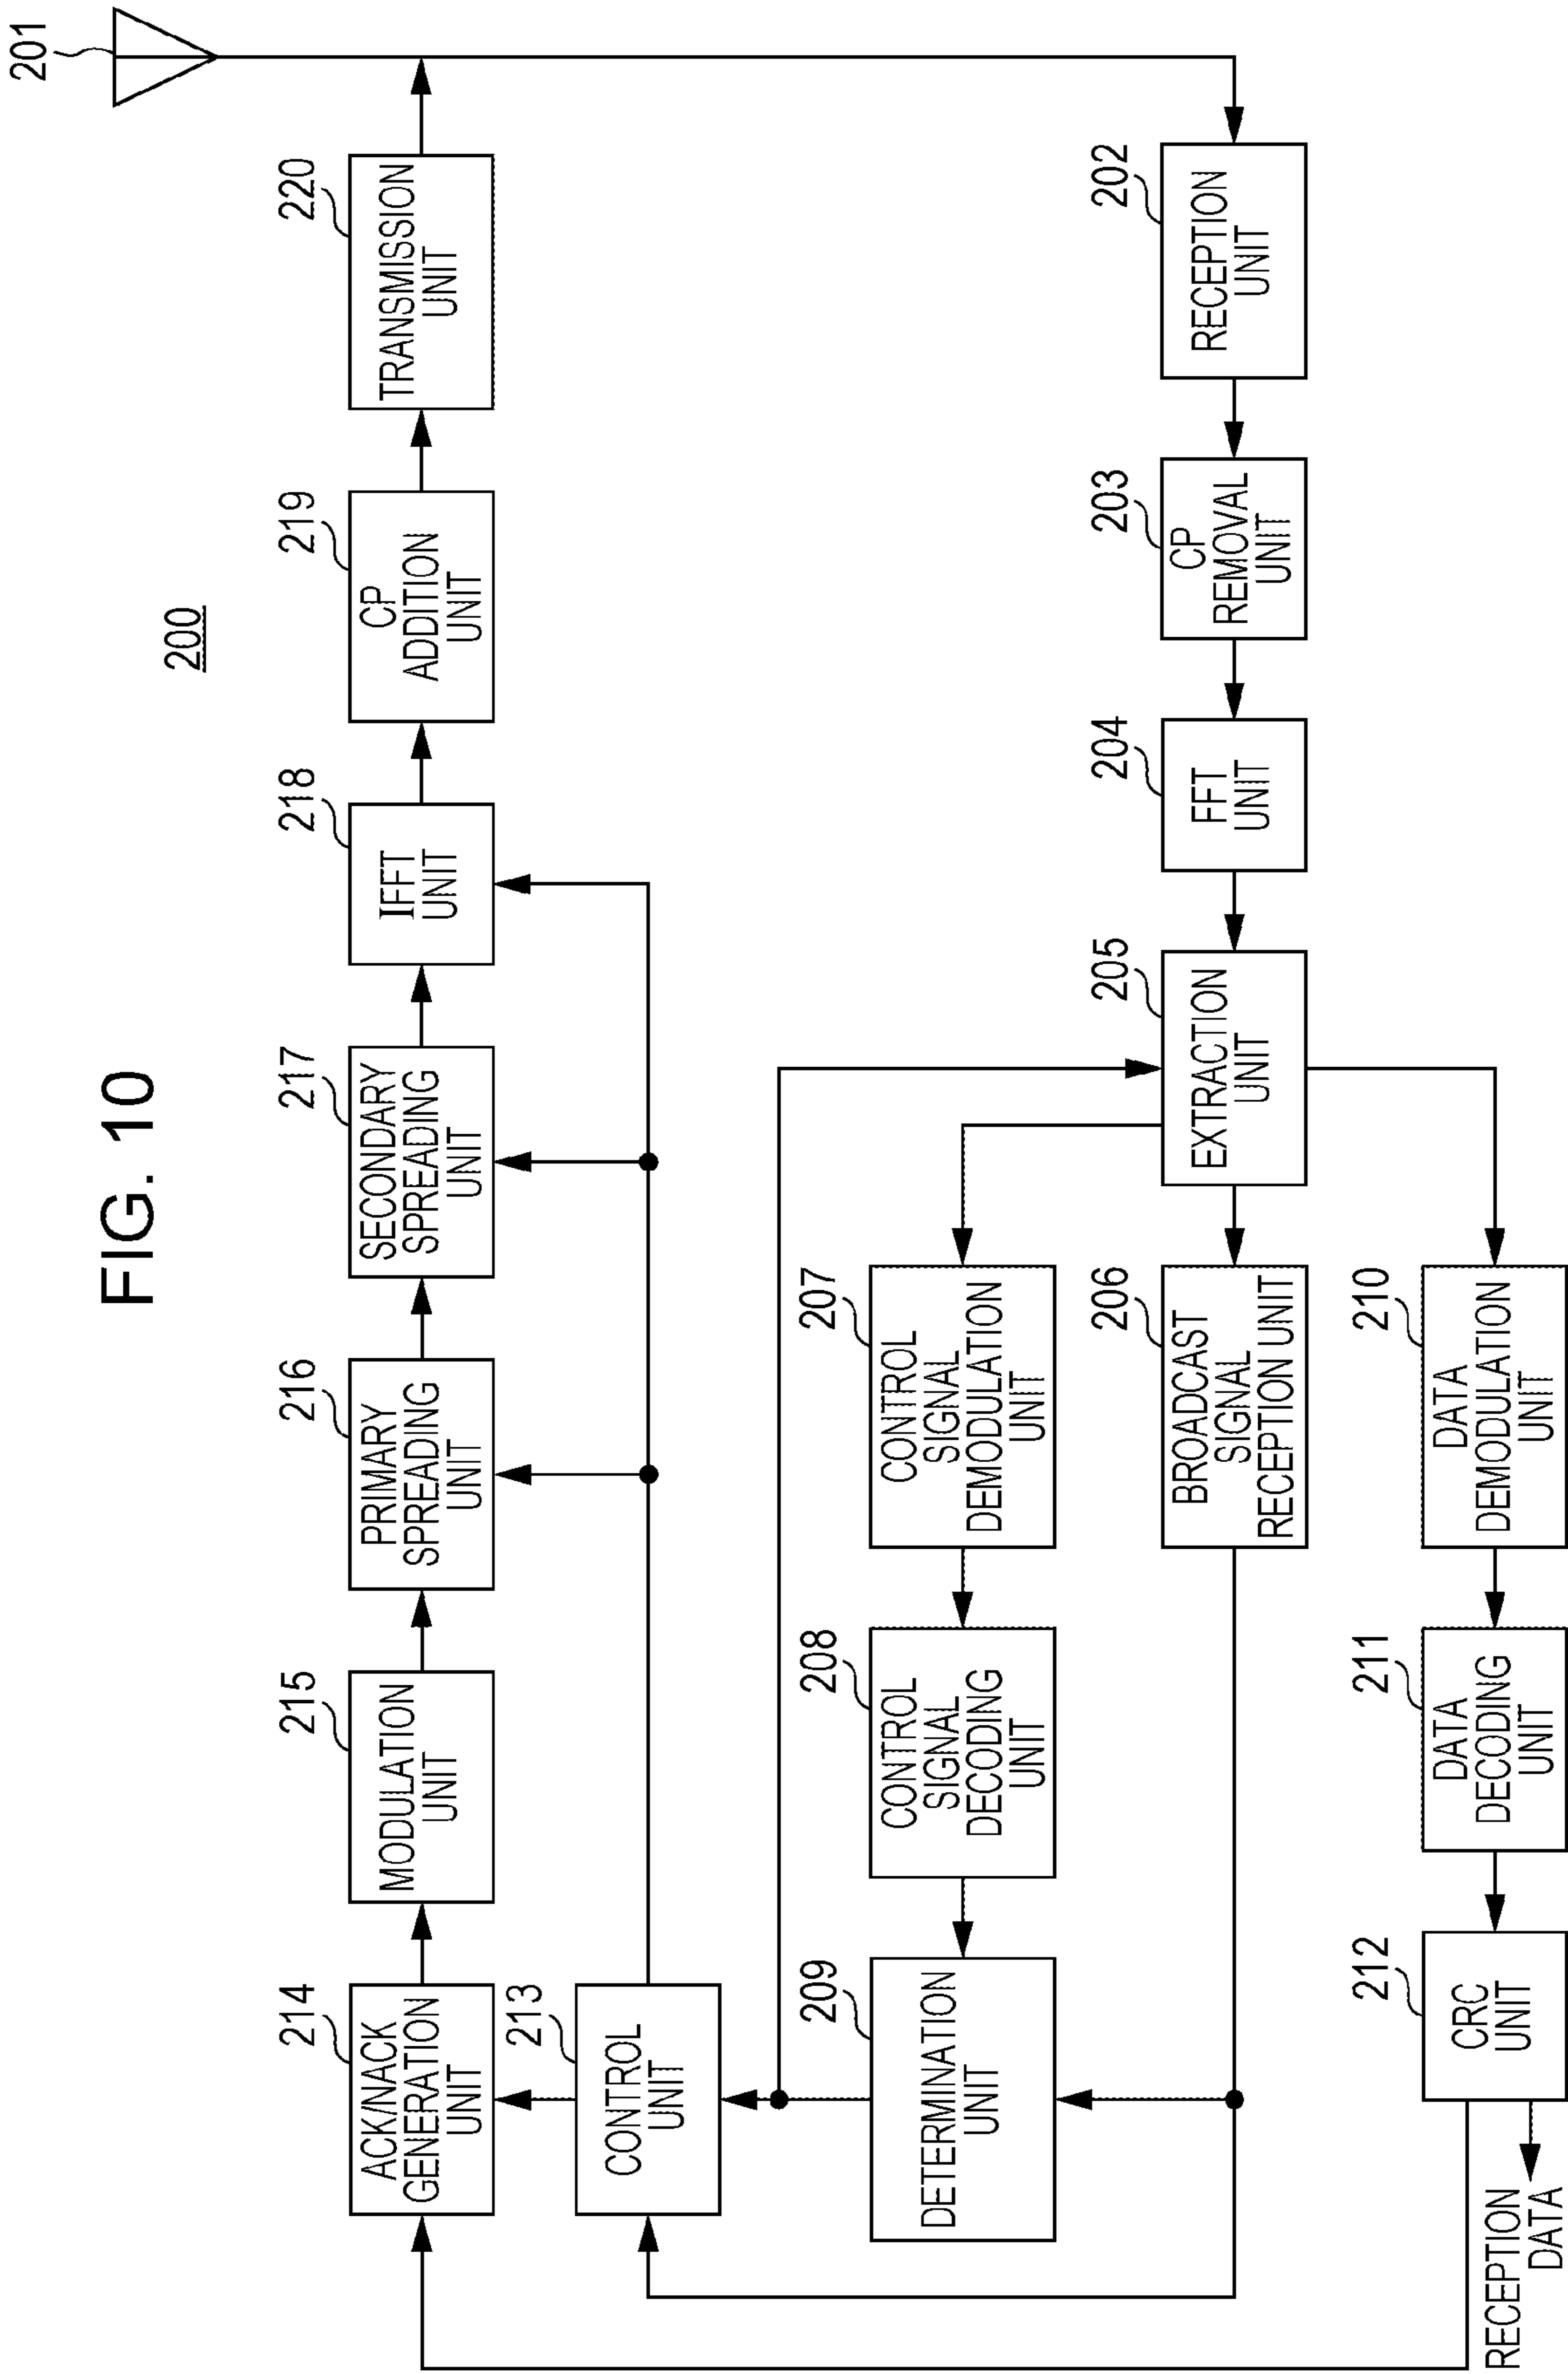 FIG. 10
200
201
220
TRANSMISSION
UNIT
219
CP
ADDITION
UNIT
218
IFFT
UNIT
217
SECONDARY
SPREADING
UNIT
216
PRIMARY
SPREADING
UNIT
215
MODULATION
UNIT
214
ACK/NACK
GENERATION
UNIT
213
CONTROL
UNIT
209
DETERMINATION
UNIT
208
CONTROL
SIGNAL
DECODING
UNIT
207
CONTROL
SIGNAL
DEMODULATION
UNIT
206
BROADCAST
SIGNAL
RECEPTION UNIT
205
EXTRACTION
UNIT
204
FFT
UNIT
203
CP
REMOVAL
UNIT
202
RECEPTION
UNIT
212
CRC
UNIT
211
DATA
DECODING
UNIT
210
DATA
DEMODULATION
UNIT
RECEPTION
DATA